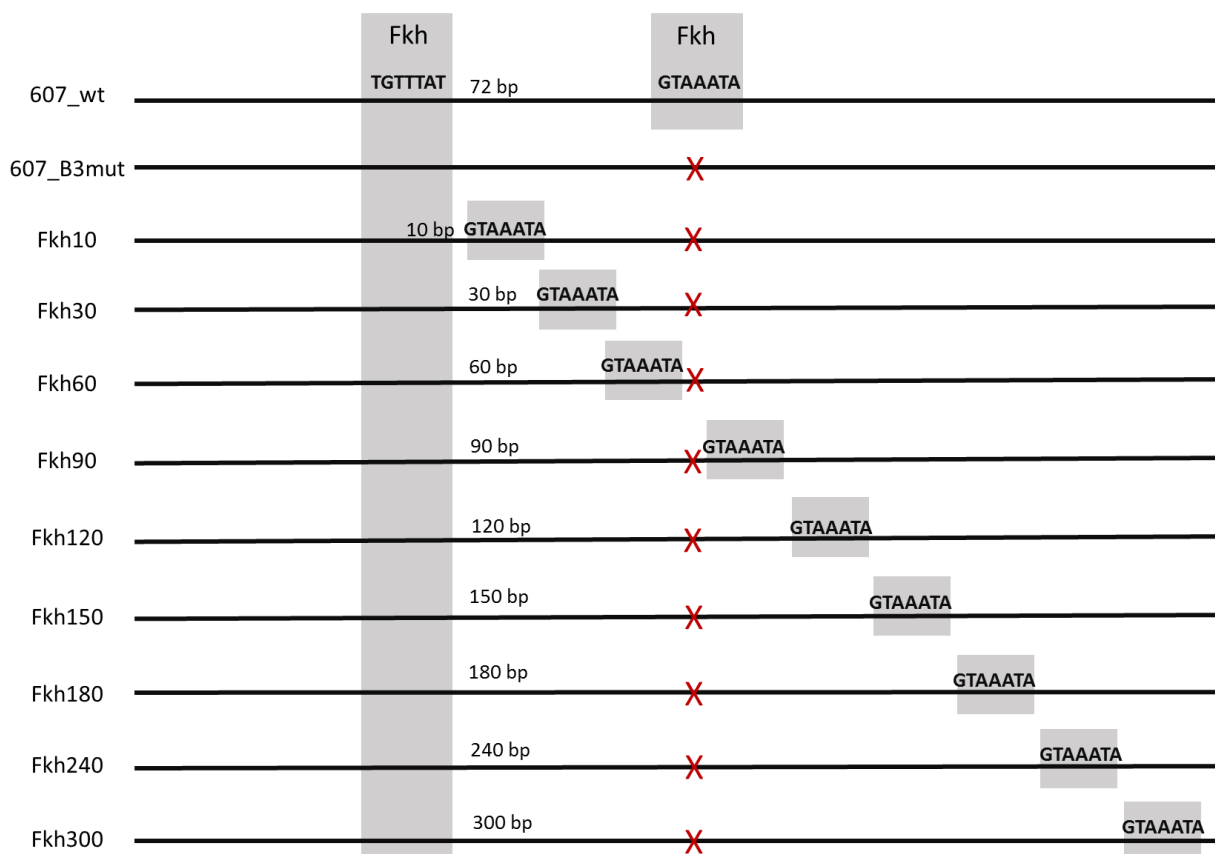 Fkh Fkh
607_wt TGTTTAT 72 bp GTAAATA
607_B3mut X
Fkh10 10 bp GTAAATA X
Fkh30 30 bp GTAAATA X
Fkh60 60 bp GTAAATA X
Fkh90 90 bp X GTAAATA
Fkh120 120 bp X GTAAATA
Fkh150 150 bp X GTAAATA
Fkh180 180 bp X GTAAATA
Fkh240 240 bp X GTAAATA
Fkh300 300 bp X GTAAATA